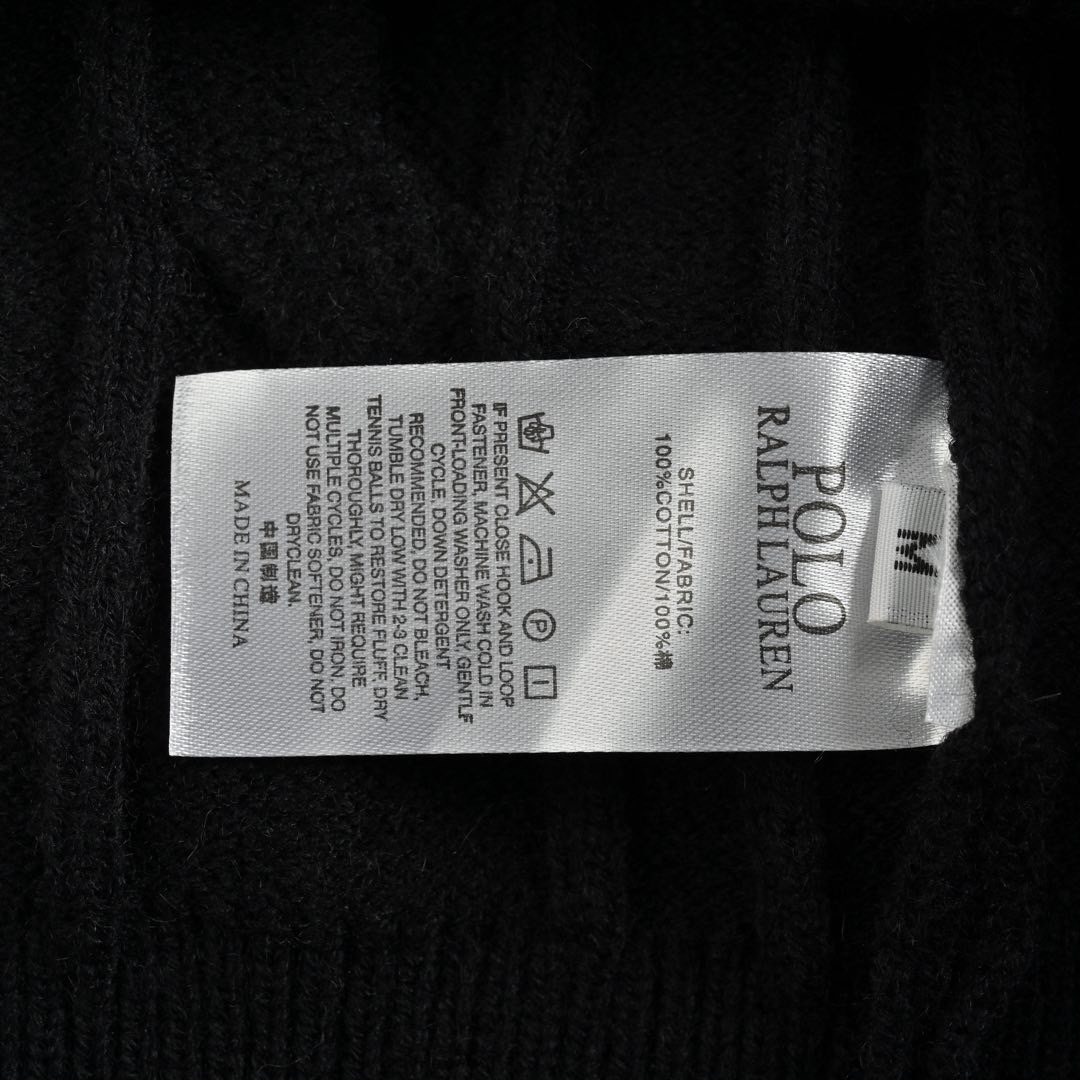 M
POLO
RALPH LAUREN
SHELL/FABRIC:
100%COTTON/100%棉
IF PRESENT CLOSE HOOK AND LOOP
FASTENER, MACHINE WASH COLD IN
FRONT-LOADING WASHER ONLY, GENTLF
CYCLE, DOWN DETERGENT
RECOMMENDED, DO NOT BLEACH,
TUMBLE DRY LOW WITH 2-3 CLEAN
TENNIS BALLS TO RESTORE FLUFF, DRY
THOROUGHLY, MIGHT REQUIRE
MULTIPLE CYCLES, DO NOT IRON. DO
NOT USE FABRIC SOFTENER, DO NOT
DRYCLEAN.
中国制造
MADE IN CHINA